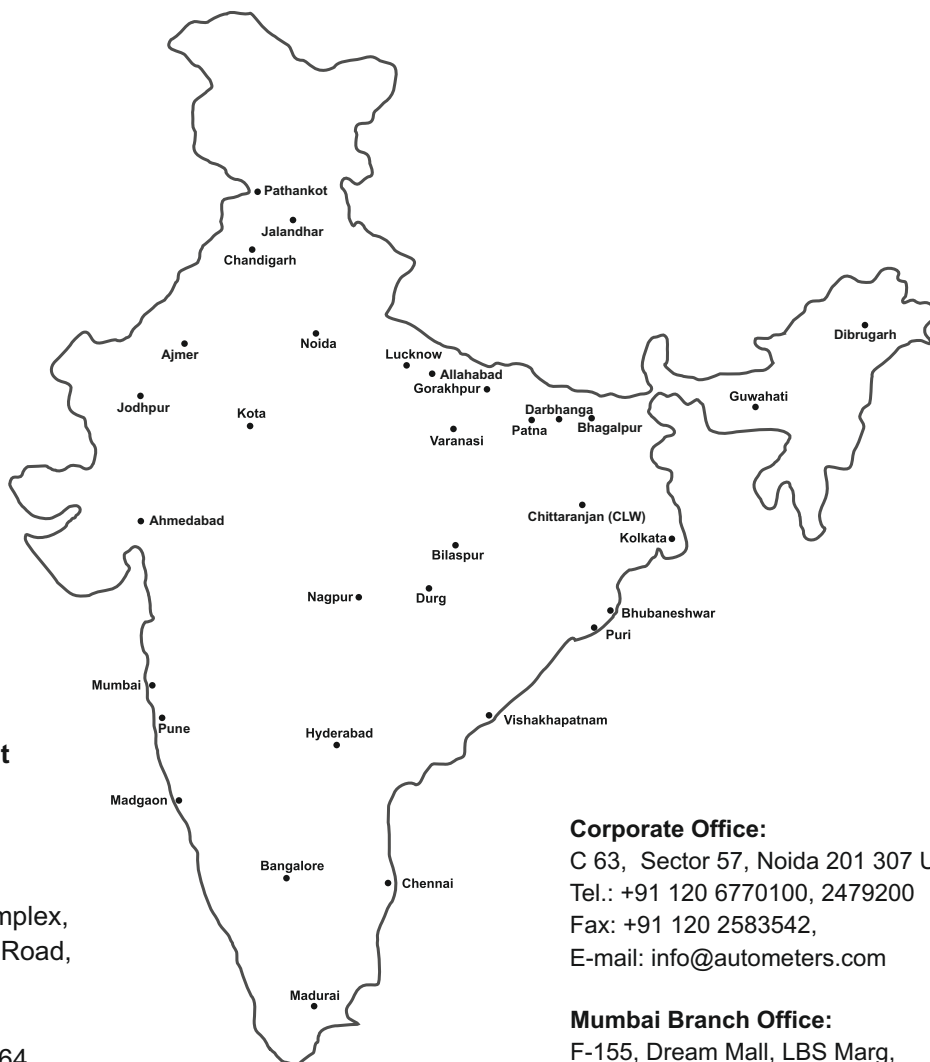 Pathankot
Jalandhar
Chandigarh
Dibrugarh
Noida
Ajmer
Lucknow
Allahabad
Gorakhpur
Jodhpur
Guwahati
Kota
Darbhanga
Patna
Bhagalpur
Varanasi
Ahmedabad
Chittaranjan (CLW)
Kolkata
Bilaspur
Nagpur
Durg
Bhubaneshwar
Puri
Mumbai
Pune
Vishakhapatnam
Hyderabad
t
Madgaon
Bangalore
Chennai
mplex,
Road,
Madurai
64
Corporate Office:
C 63, Sector 57, Noida 201 307 U
Tel.: +91 120 6770100, 2479200
Fax: +91 120 2583542,
E-mail: info@autometers.com
Mumbai Branch Office:
F-155, Dream Mall, LBS Marg,